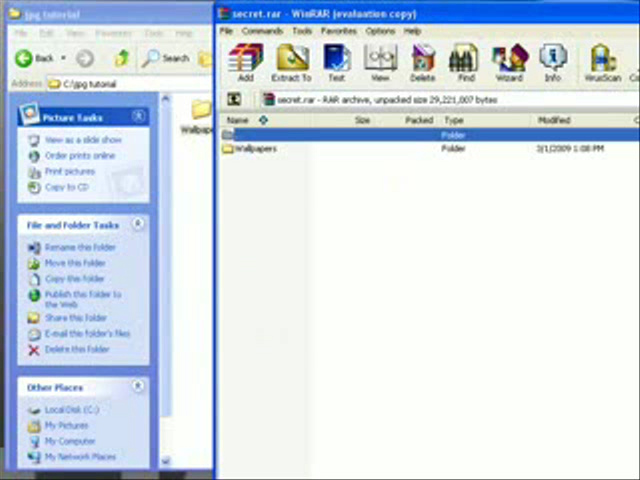 jpg tutorial
File Edit View Favorites Tools Help
Back
Search
Address
C:\jpg tutorial
Picture Tasks
View as a slide show
Order prints online
Print pictures
Copy to CD
File and Folder Tasks
Rename this folder
Move this folder
Copy this folder
Publish this folder to
the Web
Share this folder
E-mail this folder's files
Delete this folder
Other Places
Local Disk (C:)
My Pictures
My Computer
My Network Places
Wallpape
secret.rar - WinRAR (evaluation copy)
File Commands Tools Favorites Options Help
Add Extract To Test View Delete Find Wizard Info VirusScan C
secret.rar - RAR archive, unpacked size 29,221,007 bytes
Name Size Packed Type Modified
Folder
Wallpapers Folder 3/1/2009 1:08 PM